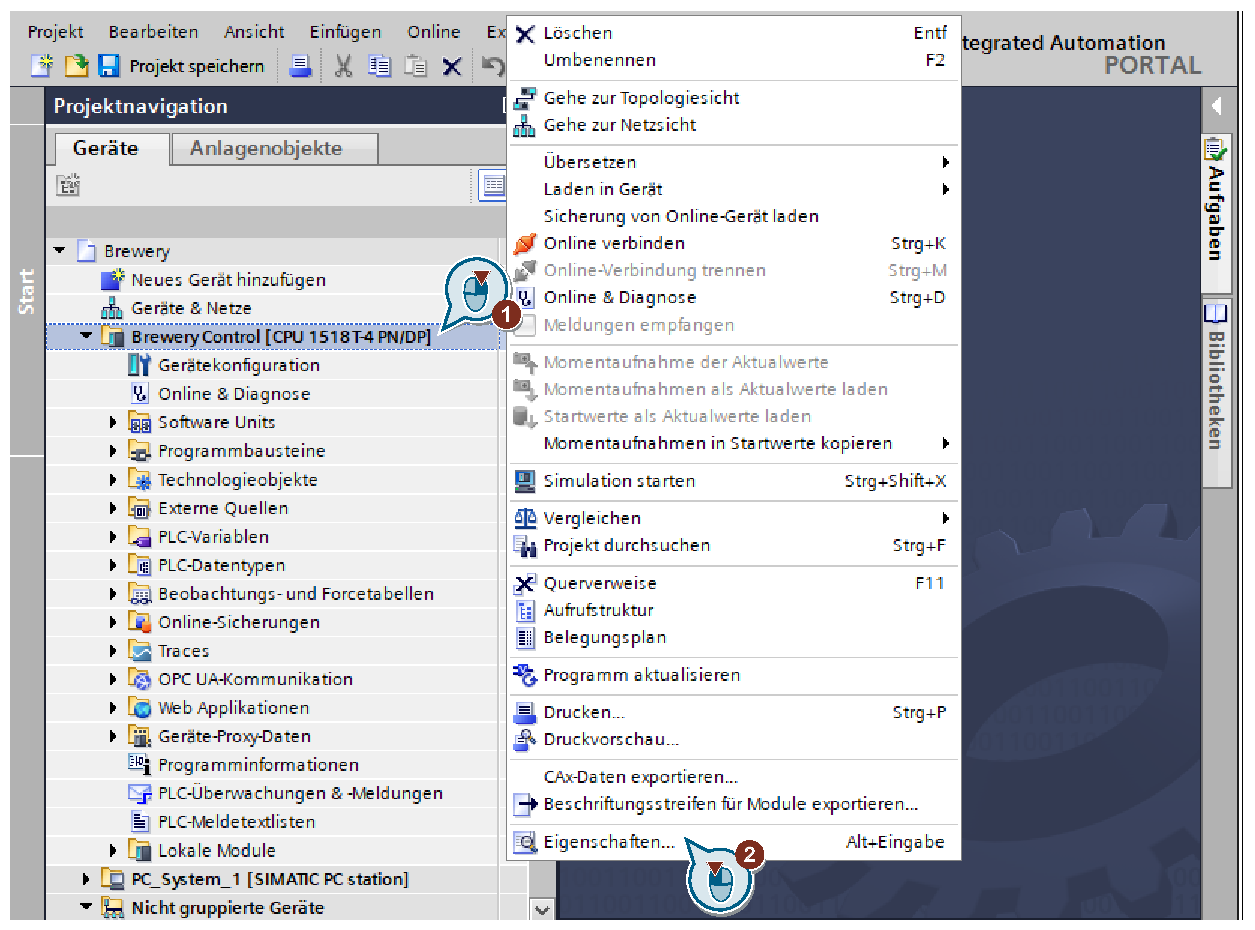 Projekt Bearbeiten Ansicht Einfügen Online Ex
Projekt speichern
tegrated Automation
PORTAL
Projektnavigation
Geräte Anlagenobjekte
Start
Brewery
Neues Gerät hinzufügen
Geräte & Netze
Brewery Control [CPU 1518T-4 PN/DP]
Gerätekonfiguration
Online & Diagnose
Software Units
Programmbausteine
Technologieobjekte
Externe Quellen
PLC-Variablen
PLC-Datentypen
Beobachtungs- und Forcetabellen
Online-Sicherungen
Traces
OPC UA-Kommunikation
Web Applikationen
Geräte-Proxy-Daten
Programminformationen
PLC-Überwachungen & -Meldungen
PLC-Meldetextlisten
Lokale Module
PC_System_1 [SIMATIC PC station]
Nicht gruppierte Geräte
1
Löschen Entf
Umbenennen F2
Gehe zur Topologiesicht
Gehe zur Netzsicht
Übersetzen
Laden in Gerät
Sicherung von Online-Gerät laden
Online verbinden Strg+K
Online-Verbindung trennen Strg+M
Online & Diagnose Strg+D
Meldungen empfangen
Momentaufnahme der Aktualwerte
Momentaufnahmen als Aktualwerte laden
Startwerte als Aktualwerte laden
Momentaufnahmen in Startwerte kopieren
Simulation starten Strg+Shift+X
Vergleichen
Projekt durchsuchen Strg+F
Querverweise F11
Aufrufstruktur
Belegungsplan
Programm aktualisieren
Drucken... Strg+P
Druckvorschau...
CAx-Daten exportieren...
Beschriftungsstreifen für Module exportieren...
Eigenschaften... Alt+Eingabe
2
Aufgaben
Bibliotheken